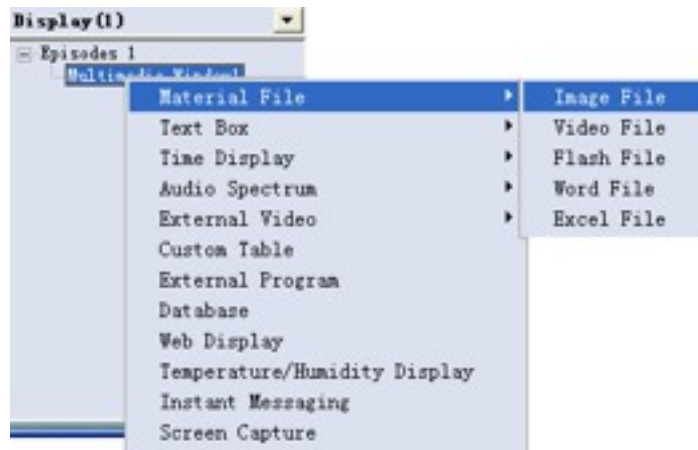 Display(1)
Episodes 1
Multimedia Window1
Material File
Text Box
Time Display
Audio Spectrum
External Video
Custom Table
External Program
Database
Web Display
Temperature/Humidity Display
Instant Messaging
Screen Capture
Image File
Video File
Flash File
Word File
Excel File